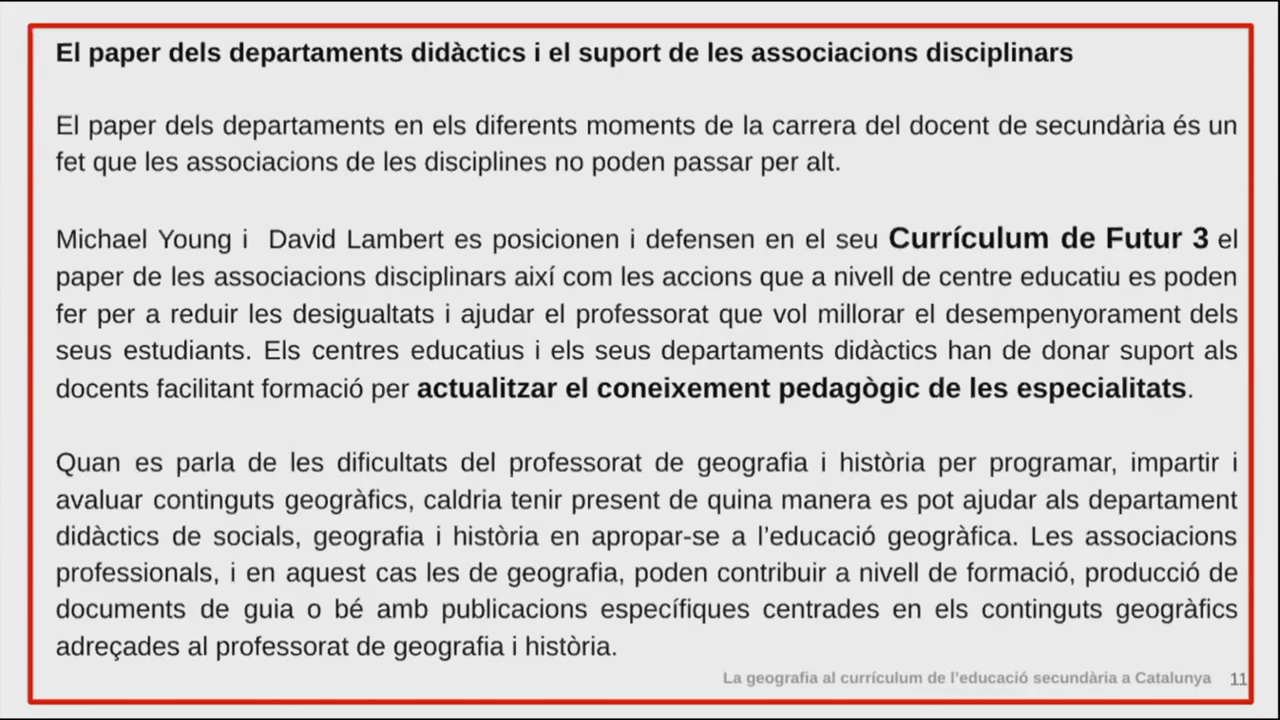 El paper dels departaments didàctics i el suport de les associacions disciplinars
El paper dels departaments en els diferents moments de la carrera del docent de secundària és un
fet que les associacions de les disciplines no poden passar per alt.
Michael Young i David Lambert es posicionen i defensen en el seu Currículum de Futur 3 el
paper de les associacions disciplinars així com les accions que a nivell de centre educatiu es poden
fer per a reduir les desigualtats i ajudar el professorat que vol millorar el desempenyorament dels
seus estudiants. Els centres educatius i els seus departaments didàctics han de donar suport als
docents facilitant formació per actualitzar el coneixement pedagògic de les especialitats.
Quan es parla de les dificultats del professorat de geografia i història per programar, impartir i
avaluar continguts geogràfics, caldria tenir present de quina manera es pot ajudar als departament
didàctics de socials, geografia i història en apropar-se a l’educació geogràfica. Les associacions
professionals, i en aquest cas les de geografia, poden contribuir a nivell de formació, producció de
documents de guia o bé amb publicacions específiques centrades en els continguts geogràfics
adreçades al professorat de geografia i història.
La geografia al currículum de l’educació secundària a Catalunya 11